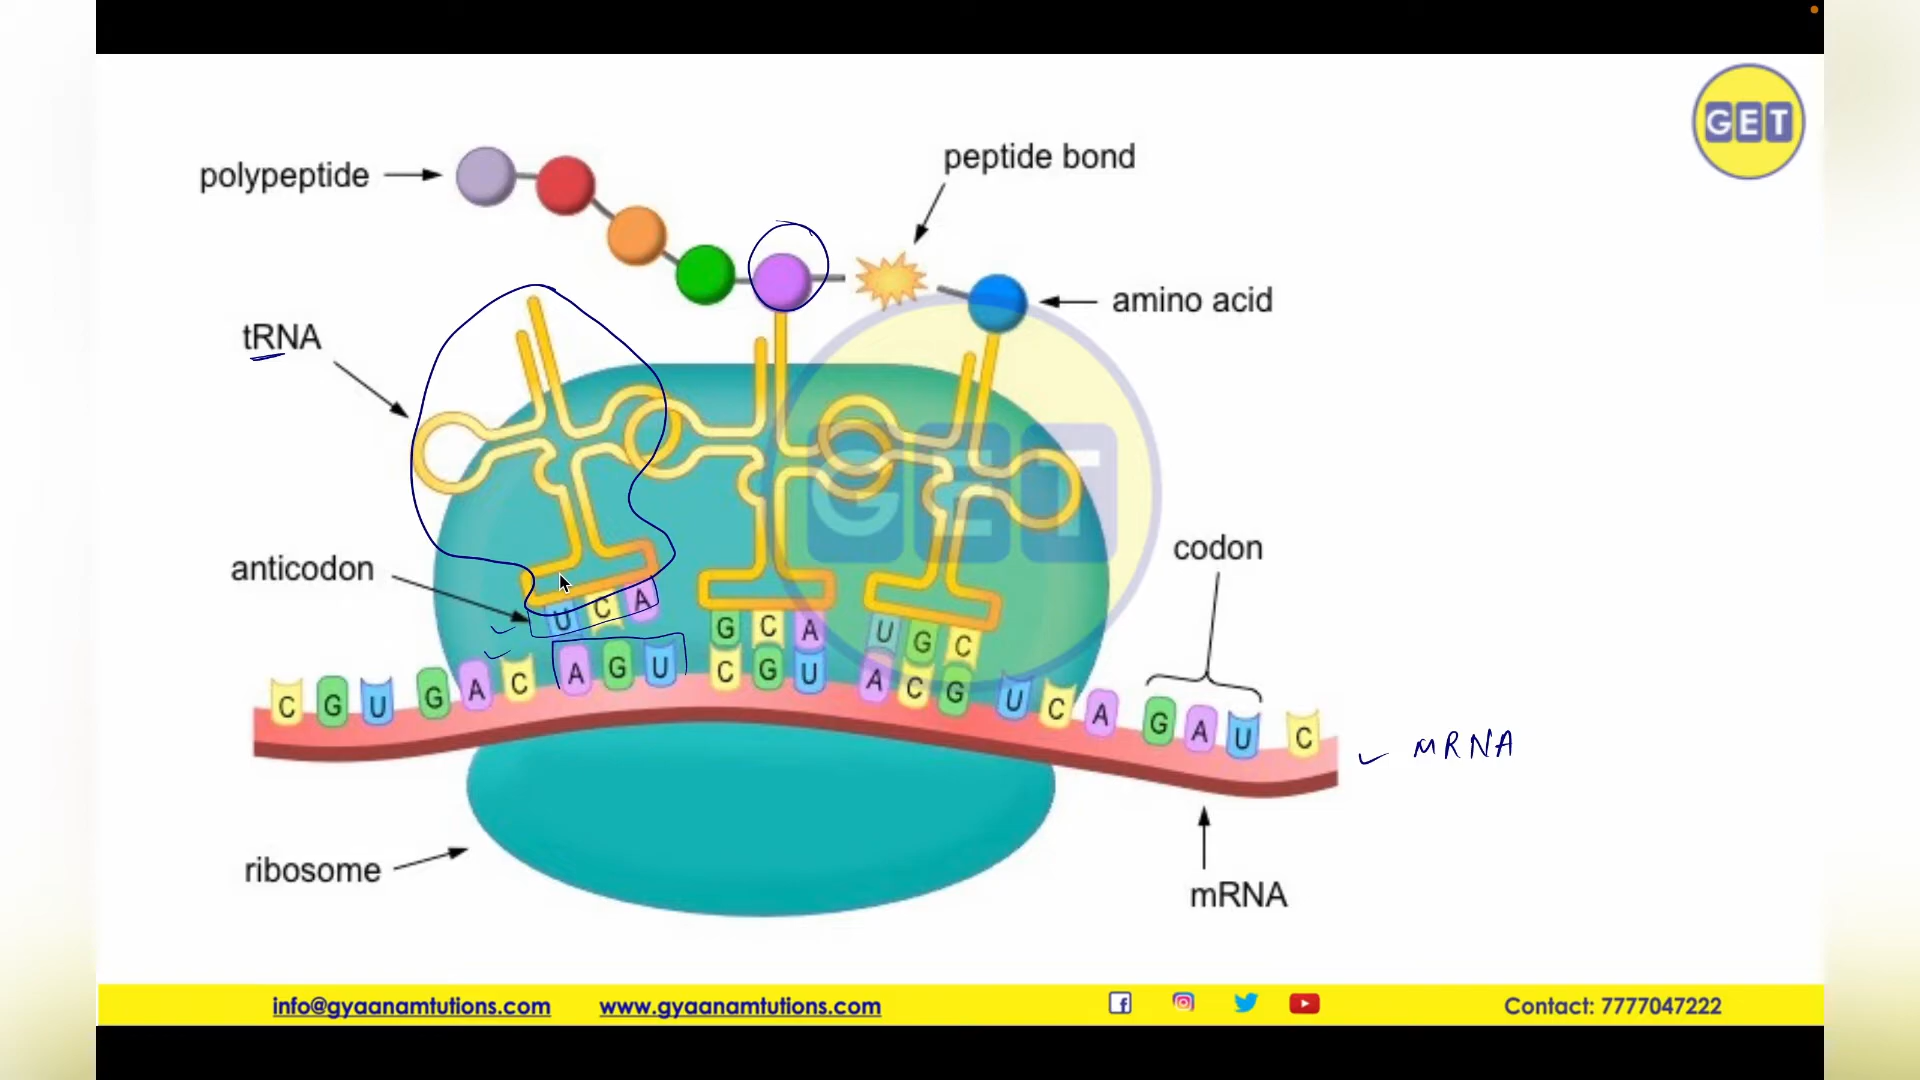 GET
polypeptide
peptide bond
amino acid
tRNA
GET
codon
anticodon
U C A
G C A
U G C
C G U G A C A G U C G U A C G U C A G A U C
MRNA
ribosome
mRNA
info@gyaanamtutions.com www.gyaanamtutions.com Contact: 7777047222